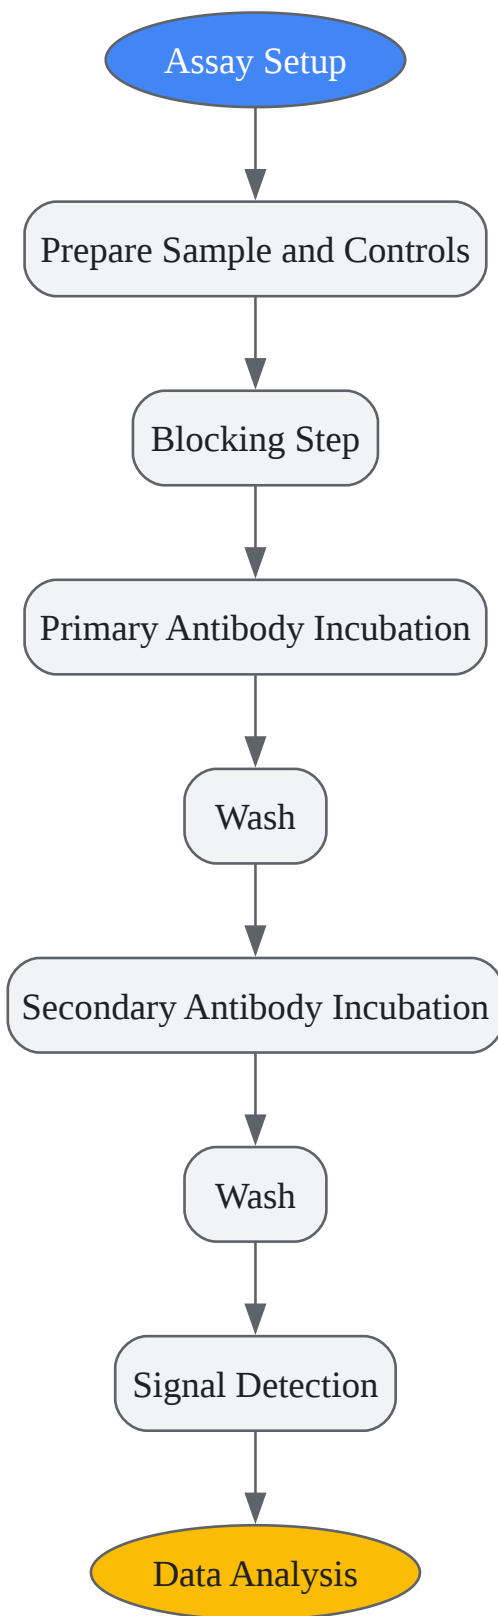 Assay Setup
Prepare Sample and Controls
Blocking Step
Primary Antibody Incubation
Wash
Secondary Antibody Incubation
Wash
Signal Detection
Data Analysis